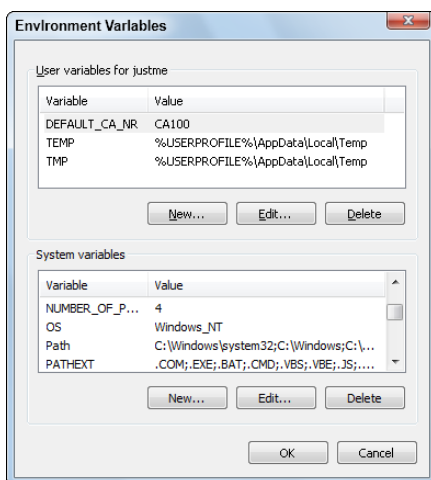 Environment Variables
User variables for justme
Variable Value
DEFAULT_CA_NR CA100
TEMP %USERPROFILE%\AppData\Local\Temp
TMP %USERPROFILE%\AppData\Local\Temp
New... Edit... Delete
System variables
Variable Value
NUMBER_OF_P... 4
OS Windows_NT
Path C:\Windows\system32;C:\Windows;C:\...
PATHEXT .COM;.EXE;.BAT;.CMD;.VBS;.VBE;.JS;....
New... Edit... Delete
OK Cancel